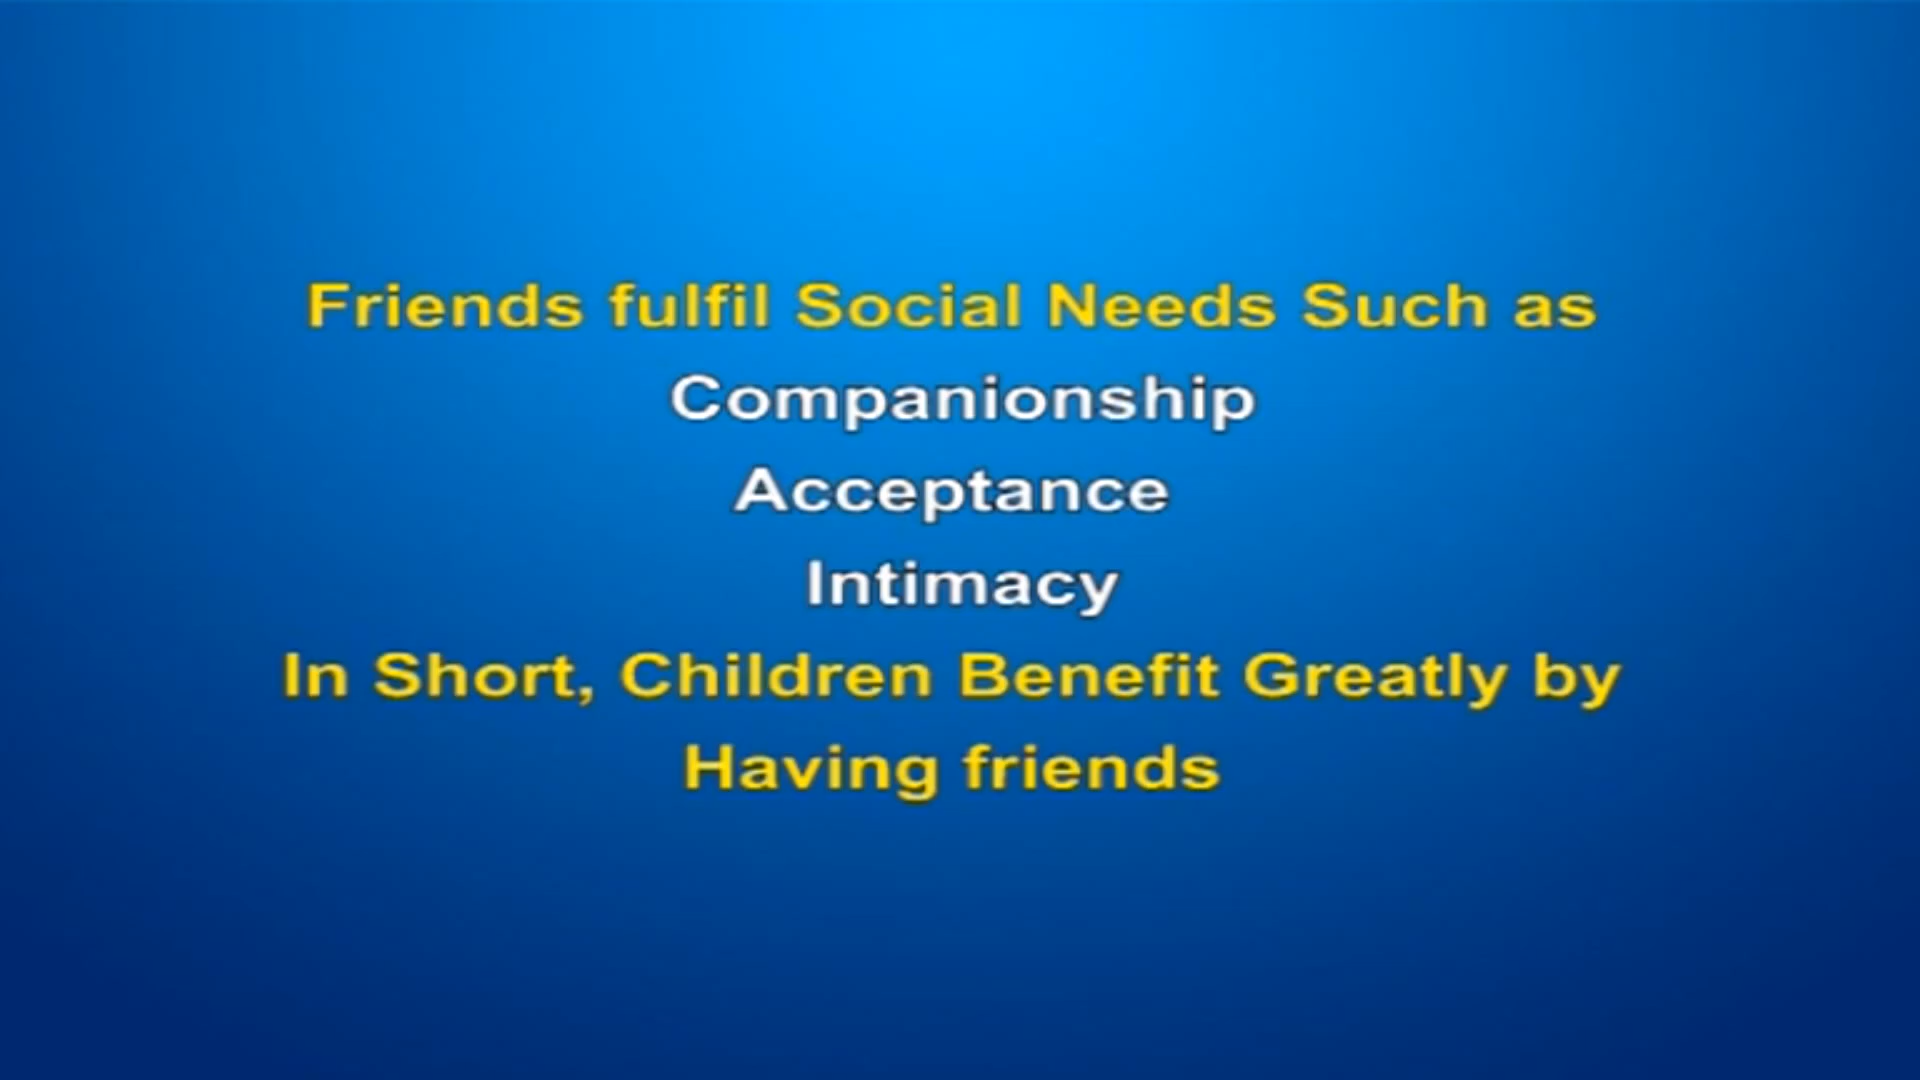 Friends fulfil Social Needs Such as
Companionship
Acceptance
Intimacy
In Short, Children Benefit Greatly by
Having friends